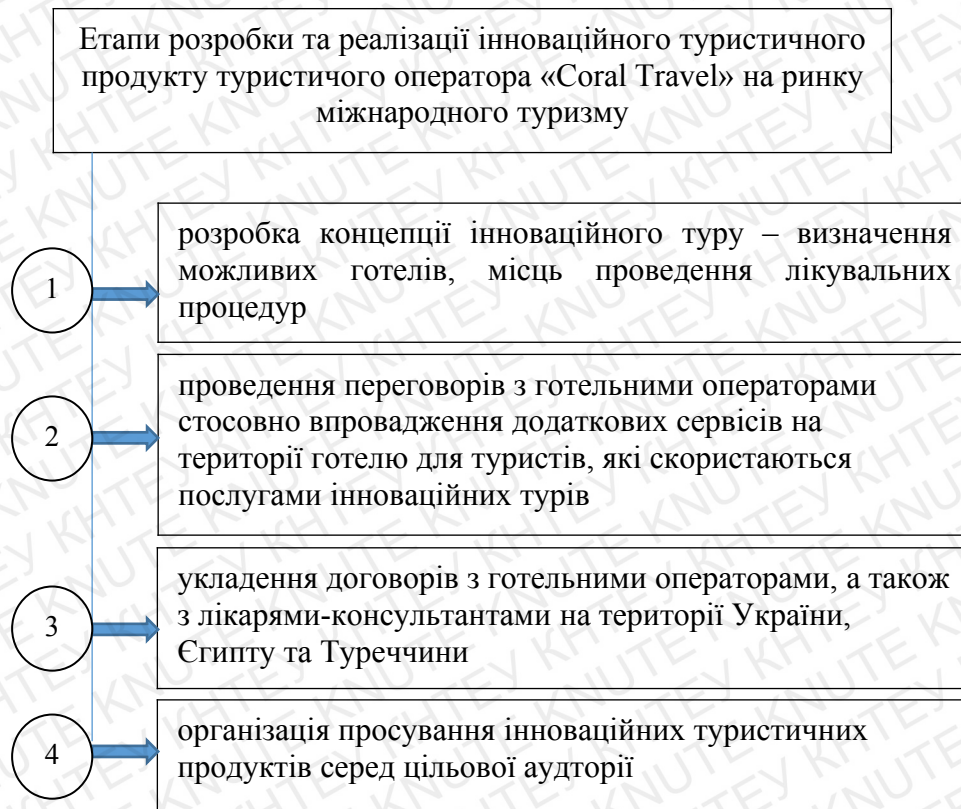 Етапи розробки та реалізації інноваційного туристичного
продукту туристичого оператора «Coral Travel» на ринку
міжнародного туризму
1
розробка концепції інноваційного туру – визначення
можливих готелів, місць проведення лікувальних
процедур
2
проведення переговорів з готельними операторами
стосовно впровадження додаткових сервісів на
території готелю для туристів, які скористаються
послугами інноваційних турів
3
укладення договорів з готельними операторами, а також
з лікарями-консультантами на території України,
Єгипту та Туреччини
4
організація просування інноваційних туристичних
продуктів серед цільової аудторії